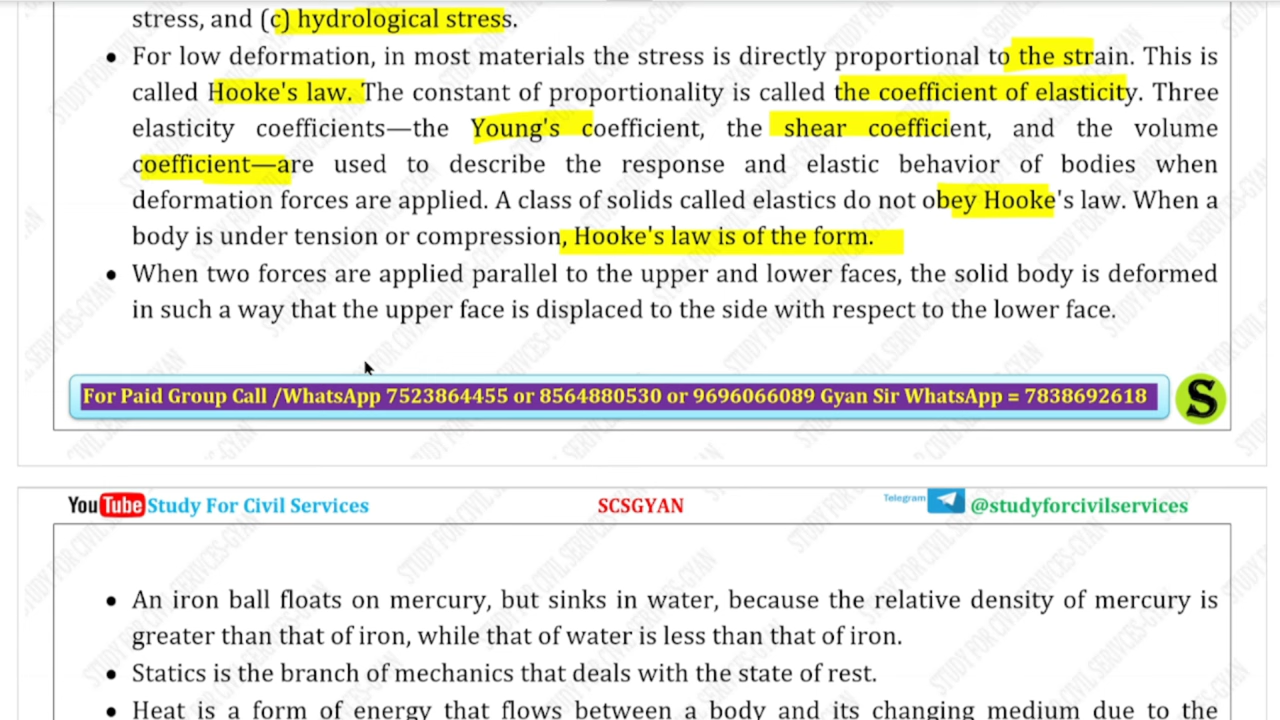 stress, and (c) hydrological stress.
• For low deformation, in most materials the stress is directly proportional to the strain. This is
called Hooke's law. The constant of proportionality is called the coefficient of elasticity. Three
elasticity coefficients—the Young's coefficient, the shear coefficient, and the volume
coefficient—are used to describe the response and elastic behavior of bodies when
deformation forces are applied. A class of solids called elastics do not obey Hooke's law. When a
body is under tension or compression, Hooke's law is of the form.
• When two forces are applied parallel to the upper and lower faces, the solid body is deformed
in such a way that the upper face is displaced to the side with respect to the lower face.
For Paid Group Call /WhatsApp 7523864455 or 8564880530 or 9696066089 Gyan Sir WhatsApp = 7838692618
S
YouTube Study For Civil Services SCSGYAN Telegram @studyforcivilservices
• An iron ball floats on mercury, but sinks in water, because the relative density of mercury is
greater than that of iron, while that of water is less than that of iron.
• Statics is the branch of mechanics that deals with the state of rest.
• Heat is a form of energy that flows between a body and its changing medium due to the